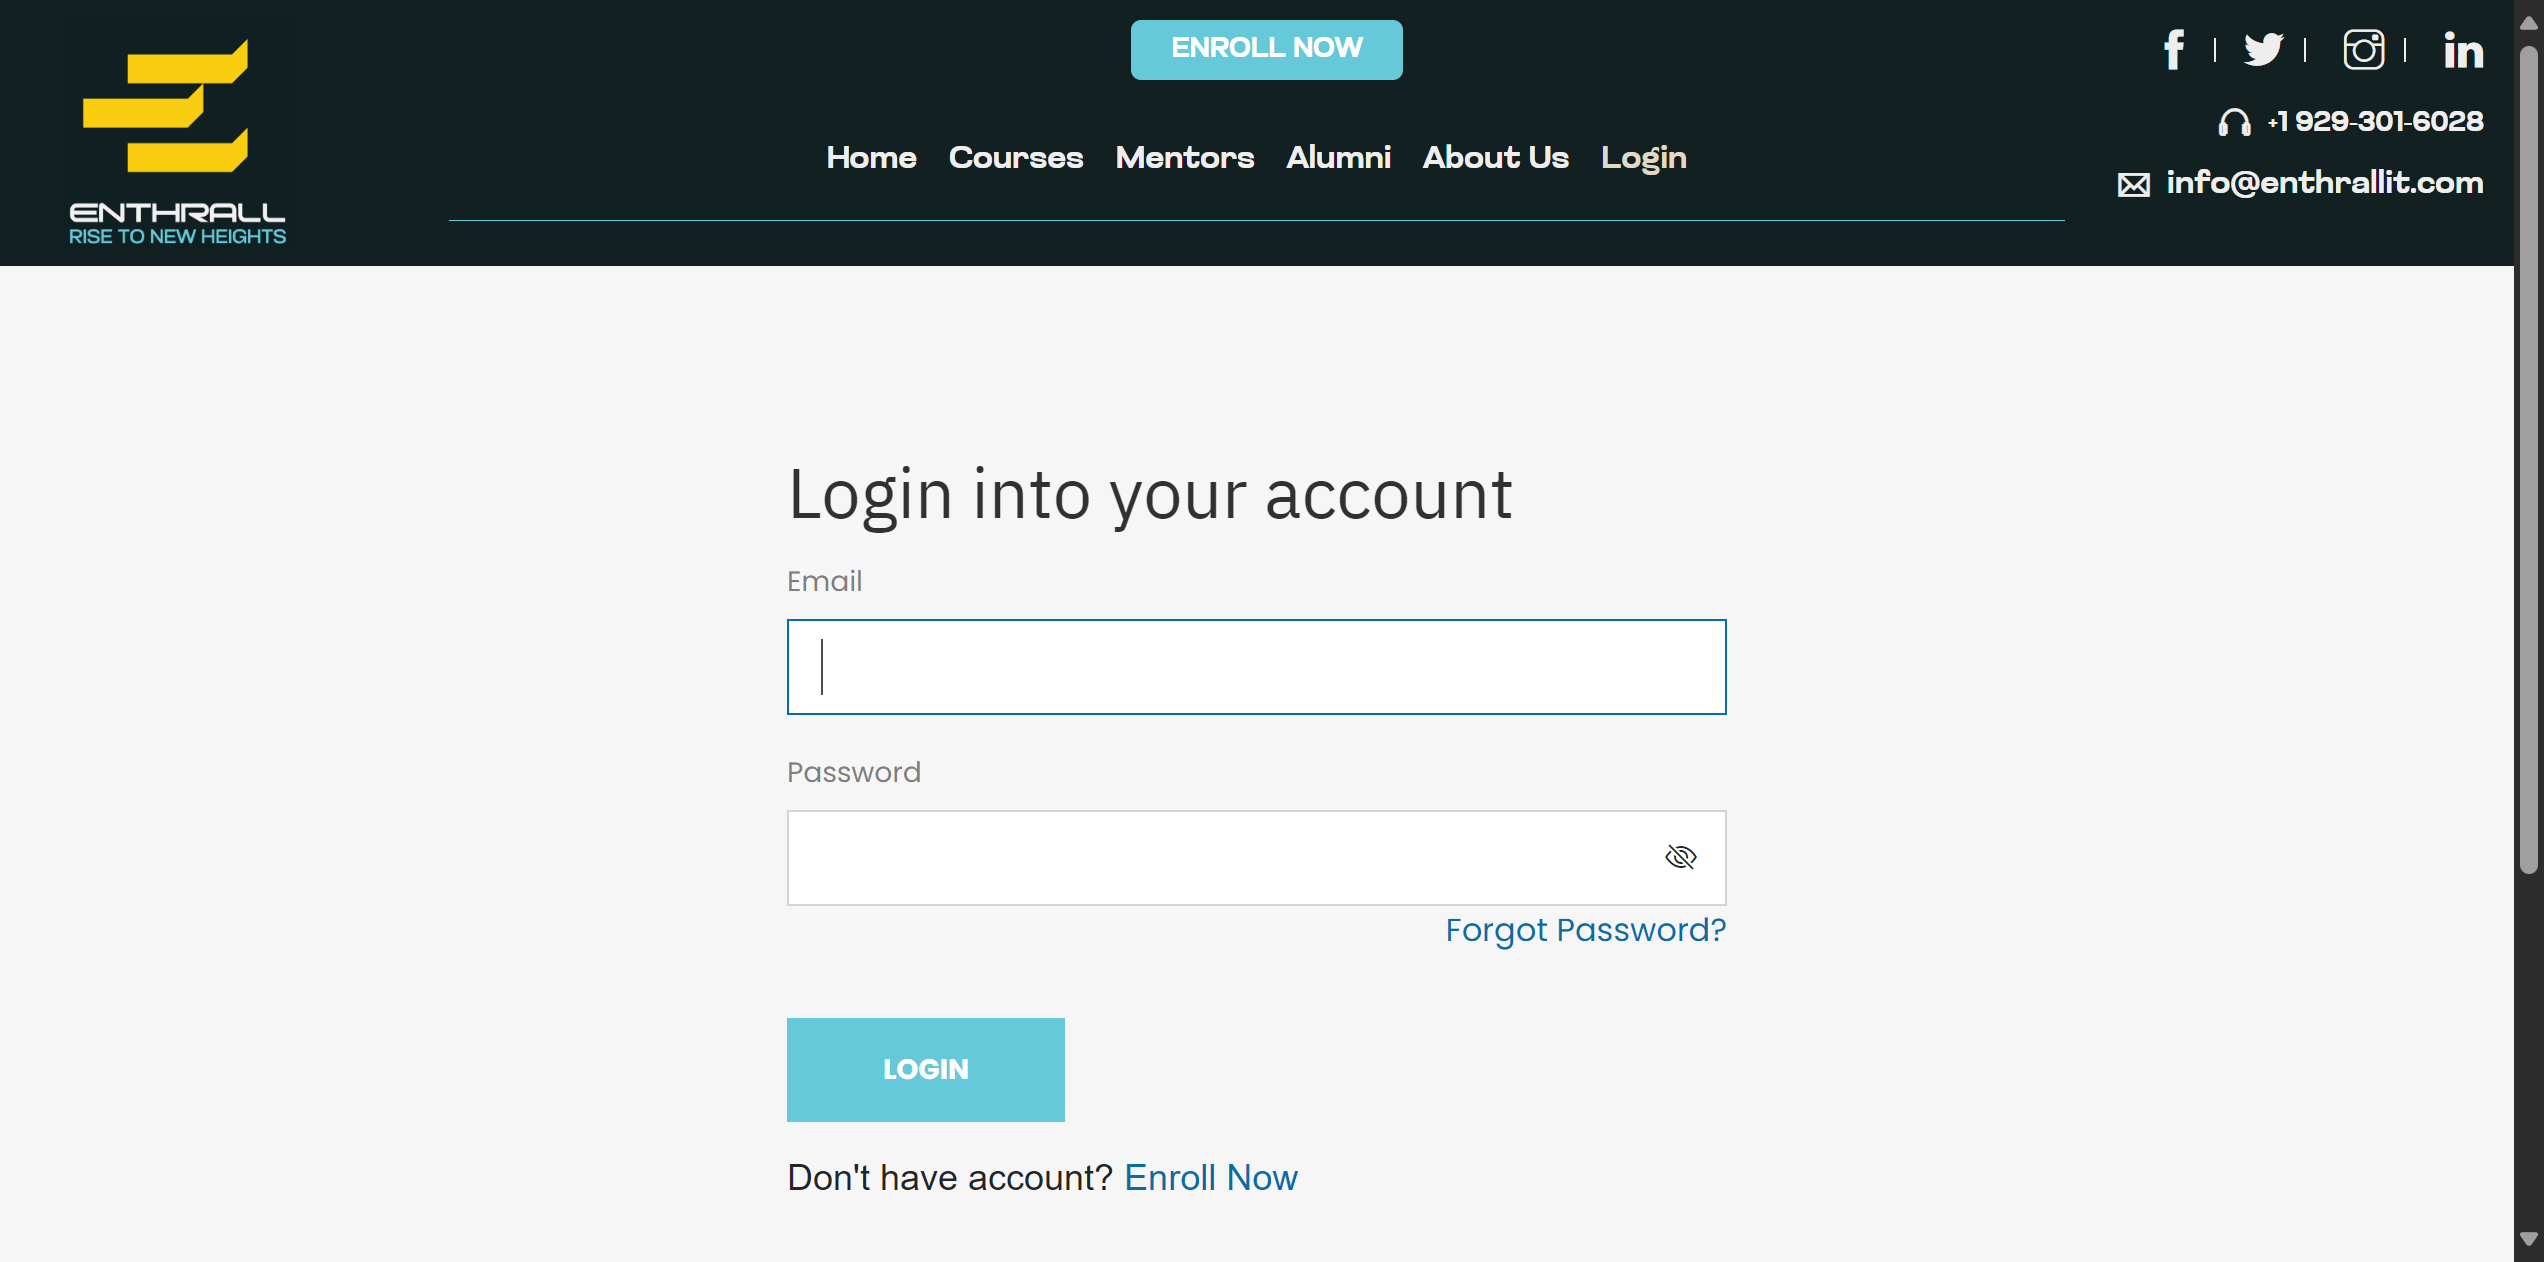 ENTHRALL
RISE TO NEW HEIGHTS
ENROLL NOW
Home Courses Mentors Alumni About Us Login
+1 929-301-6028
info@enthrallit.com
Login into your account
Email
Password
Forgot Password?
LOGIN
Don't have account? Enroll Now